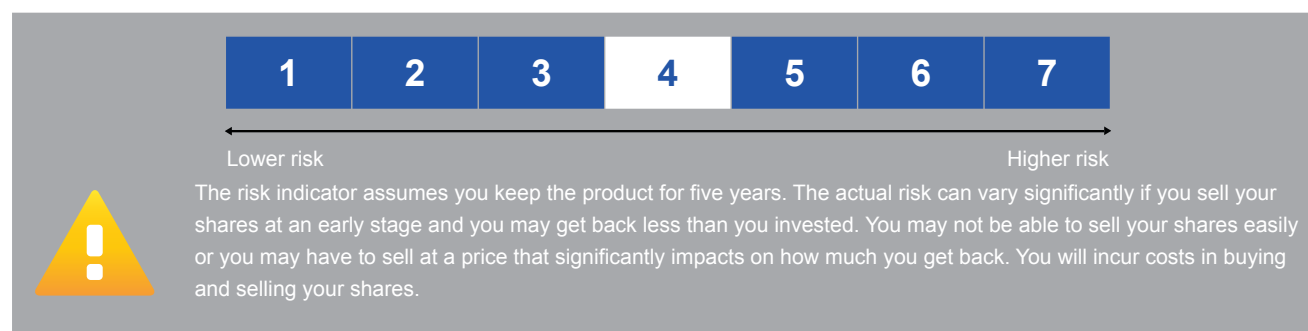 1 2 3 4 5 6 7
Lower risk Higher risk
The risk indicator assumes you keep the product for five years. The actual risk can vary significantly if you sell your
shares at an early stage and you may get back less than you invested. You may not be able to sell your shares easily
or you may have to sell at a price that significantly impacts on how much you get back. You will incur costs in buying
and selling your shares.